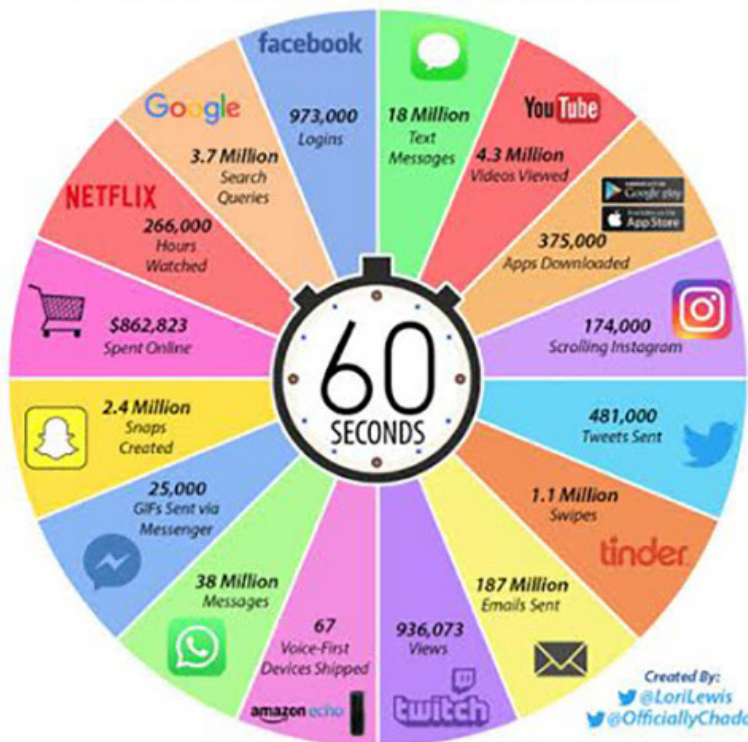 facebook
973,000
Logins
18 Million
Text
Messages
YouTube
4.3 Million
Videos Viewed
Google play
App Store
375,000
Apps Downloaded
174,000
Scrolling Instagram
481,000
Tweets Sent
1.1 Million
Swipes
tinder
187 Million
Emails Sent
936,073
Views
twitch
67
Voice-First
Devices Shipped
amazon echo
38 Million
Messages
25,000
GIFs Sent via
Messenger
2.4 Million
Snaps
Created
$862,823
Spent Online
NETFLIX
266,000
Hours
Watched
Google
3.7 Million
Search
Queries
60
SECONDS
Created By:
@LoriLewis
@OfficiallyChadd